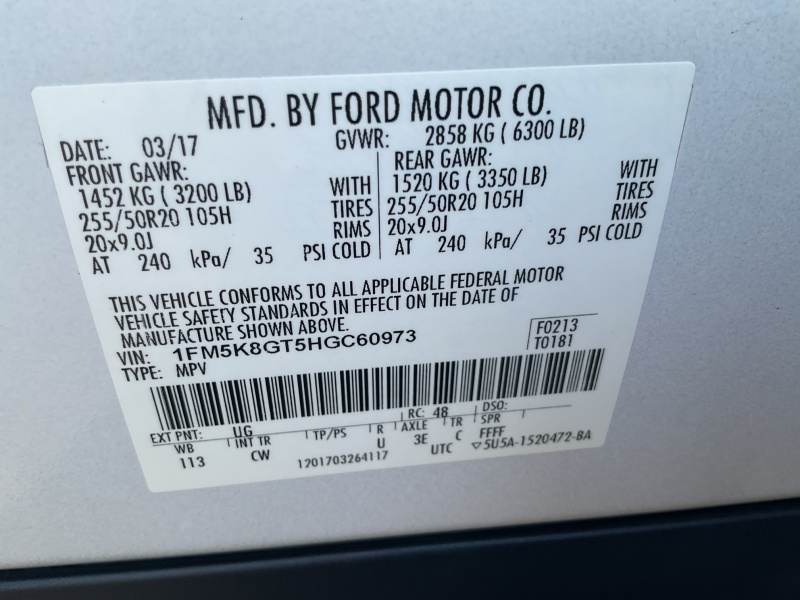 MFD. BY FORD MOTOR CO.
DATE: 03/17 GVWR: 2858 KG ( 6300 LB)
FRONT GAWR: REAR GAWR:
1452 KG ( 3200 LB) WITH 1520 KG ( 3350 LB) WITH
255/50R20 105H TIRES 255/50R20 105H TIRES
20x9.0J RIMS 20x9.0J RIMS
AT 240 kPa/ 35 PSI COLD AT 240 kPa/ 35 PSI COLD
THIS VEHICLE CONFORMS TO ALL APPLICABLE FEDERAL MOTOR
VEHICLE SAFETY STANDARDS IN EFFECT ON THE DATE OF
MANUFACTURE SHOWN ABOVE.
VIN: 1FM5K8GT5HGC60973 F0213
TYPE: MPV T0181
EXT PNT: UG RC: 48 DSO:
WB INT TR TP/PS R AXLE TR SPR
113 CW U 3E C FFFF
1201703264117 UTC ▽5U5A-1520472-BA